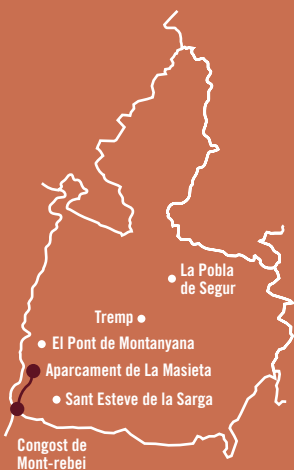 La Pobla
de Segur
Tremp
El Pont de Montanyana
Aparcament de La Masieta
Sant Esteve de la Sarga
Congost de
Mont-rebei